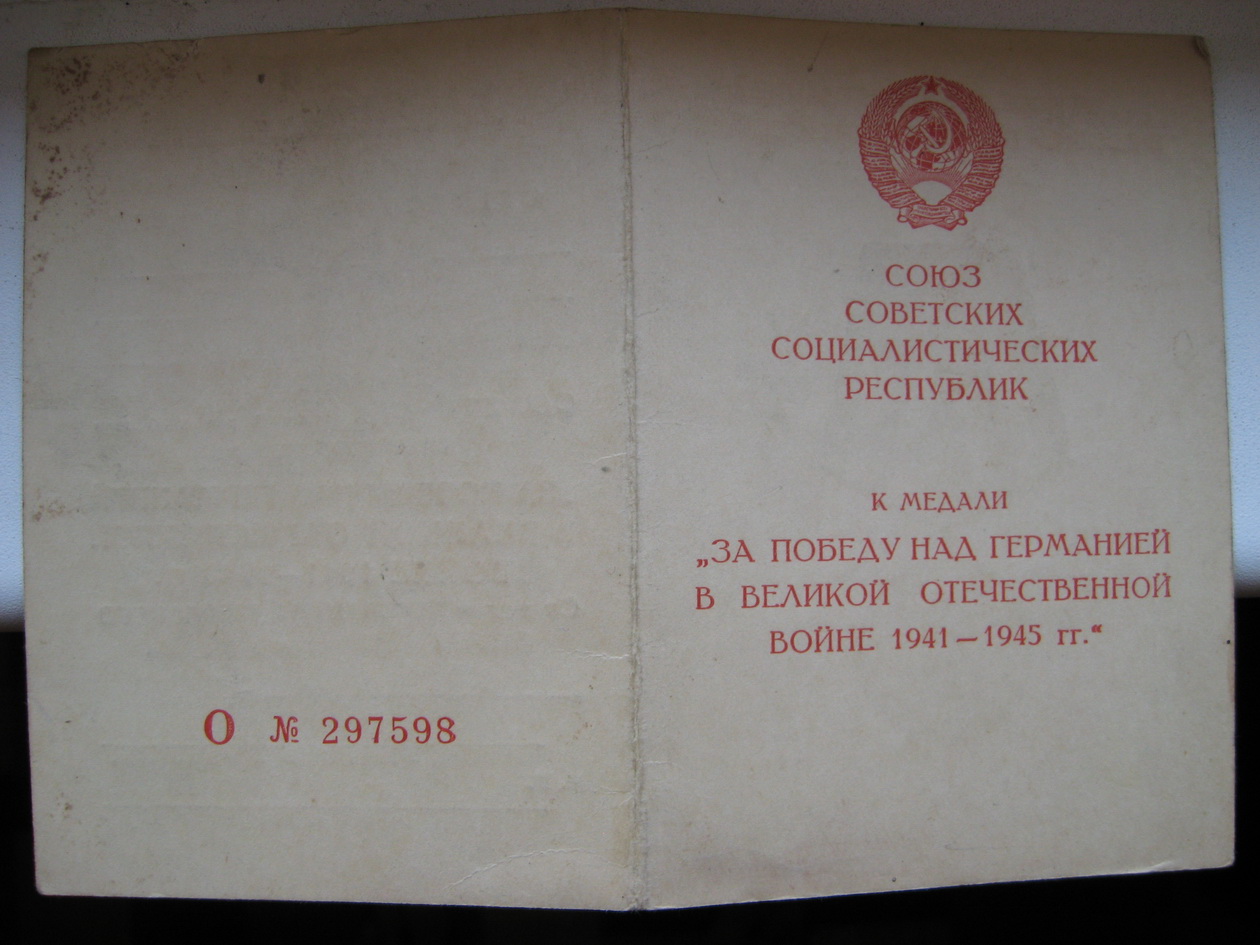 О № 297598
СОЮЗ
СОВЕТСКИХ
СОЦИАЛИСТИЧЕСКИХ
РЕСПУБЛИК
К МЕДАЛИ
„ЗА ПОБЕДУ НАД ГЕРМАНИЕЙ
В ВЕЛИКОЙ ОТЕЧЕСТВЕННОЙ
ВОЙНЕ 1941—1945 гг.“